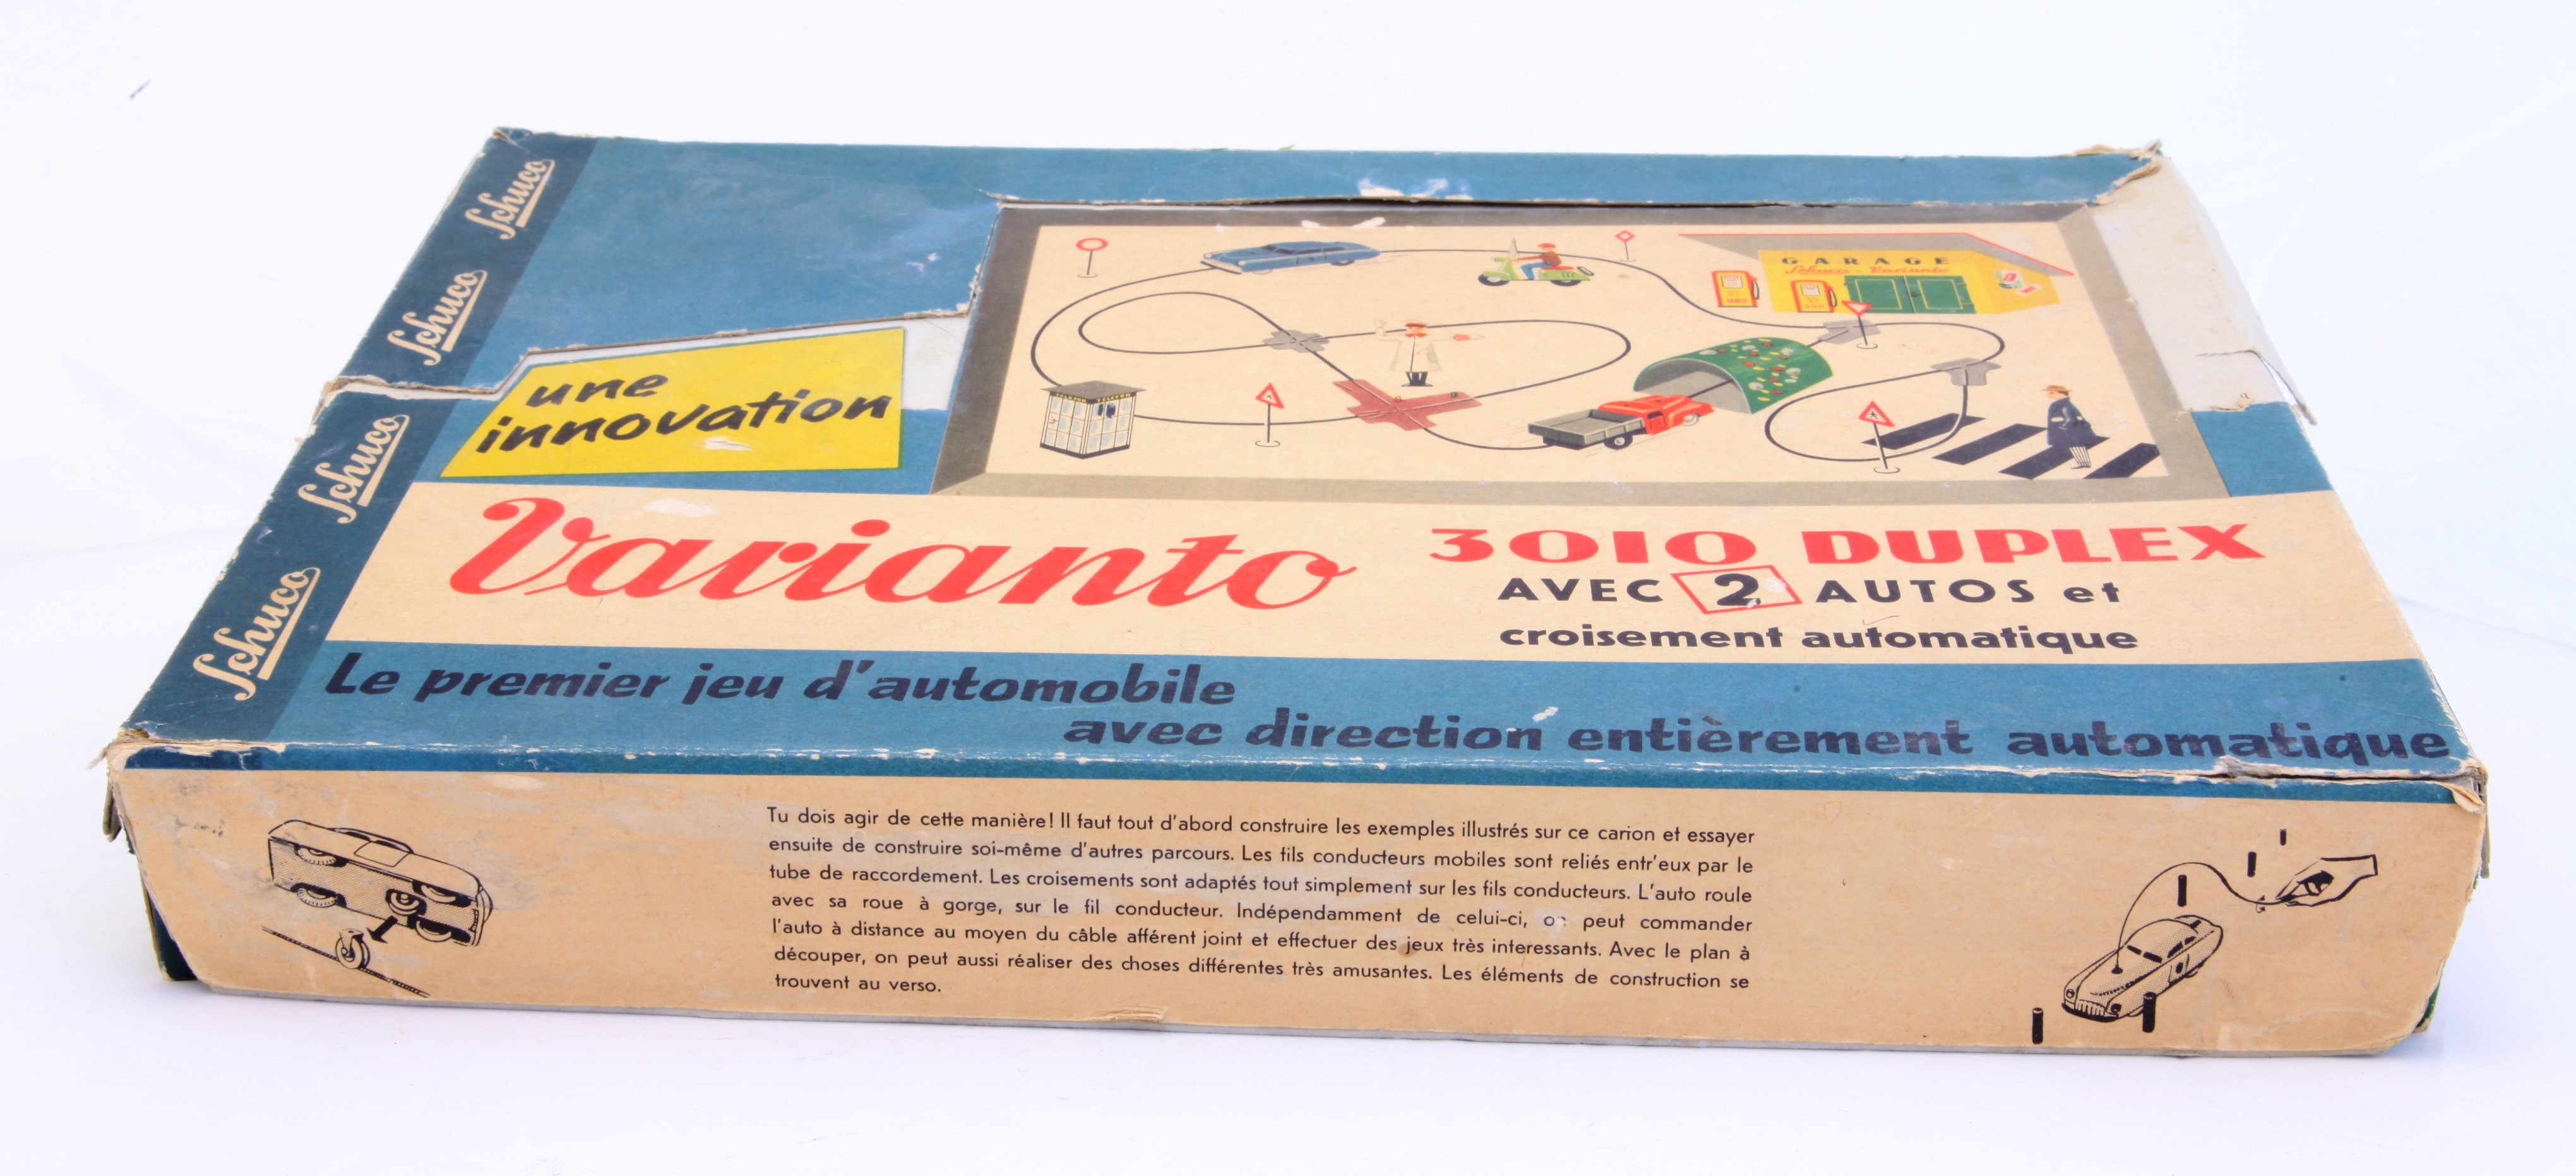 Schuco
Schuco
Schuco
Schuco
GARAGE
Schuco-Varianto
une
innovation
Varianto
3010 DUPLEX
AVEC 2 AUTOS et
croisement automatique
Le premier jeu d'automobile
avec direction entièrement automatique
Tu dois agir de cette manière! Il faut tout d'abord construire les exemples illustrés sur ce carton et essayer
ensuite de construire soi-même d'autres parcours. Les fils conducteurs mobiles sont reliés entr'eux par le
tube de raccordement. Les croisements sont adaptés tout simplement sur les fils conducteurs. L'auto roule
avec sa roue à gorge, sur le fil conducteur. Indépendamment de celui-ci, on peut commander
l'auto à distance au moyen du câble afférent joint et effectuer des jeux très interessants. Avec le plan à
découper, on peut aussi réaliser des choses différentes très amusantes. Les éléments de construction se
trouvent au verso.